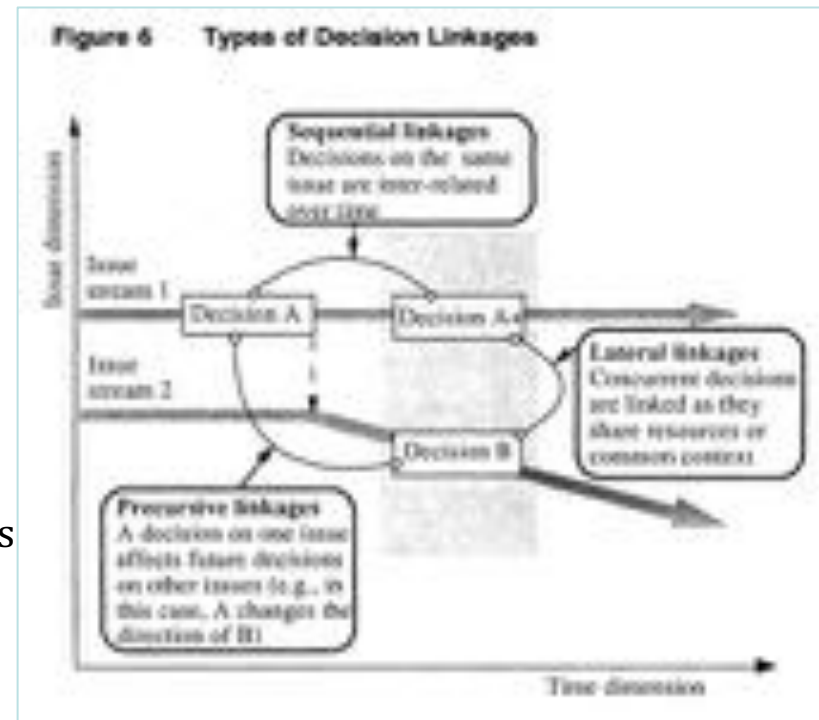 Figure 6 Types of Decision Linkages
Sequential linkages
Decisions on the same
issue are inter-related
over time
Issue dimension
Issue
stream 1
Decision A
Decision A
Issue
stream 2
Lateral linkages
Concurrent decisions
are linked as they
share resources or
common context
Decision B
s
Precursive linkages
A decision on one issue
affects future decisions
on other issues (e.g., in
this case, A changes the
direction of B)
Time dimension